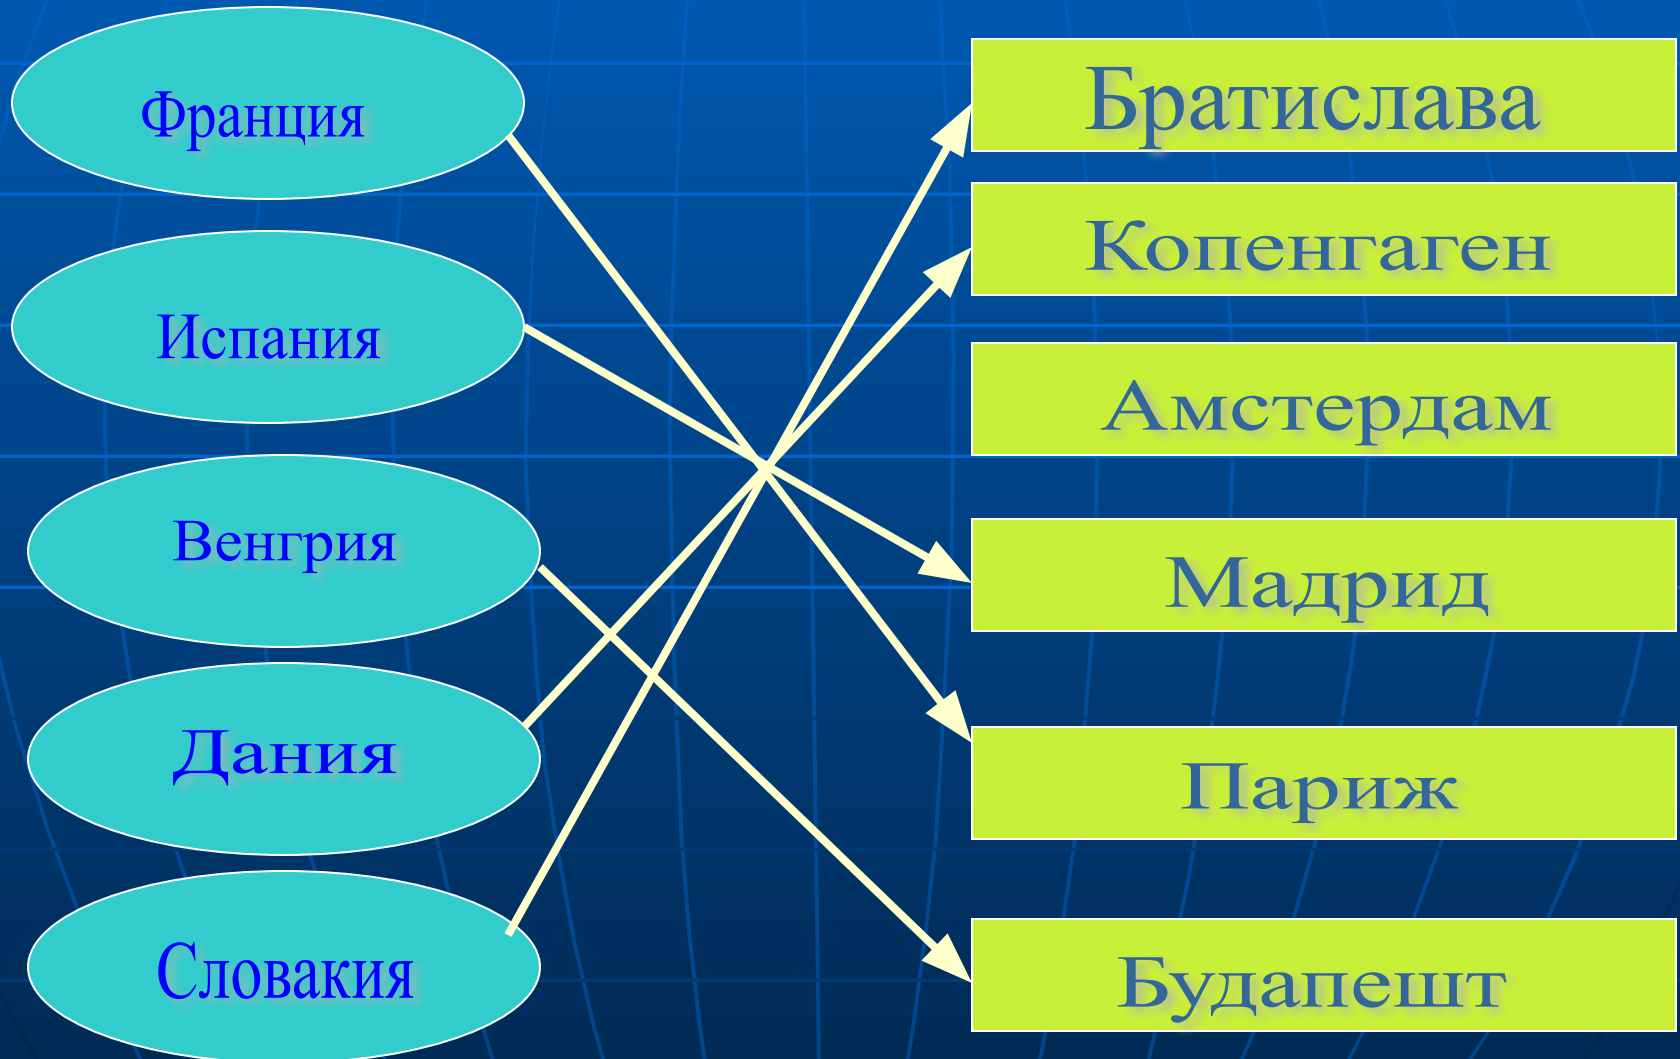 Франция
Испания
Венгрия
Дания
Словакия
Братислава
Копенгаген
Амстердам
Мадрид
Париж
Будапешт